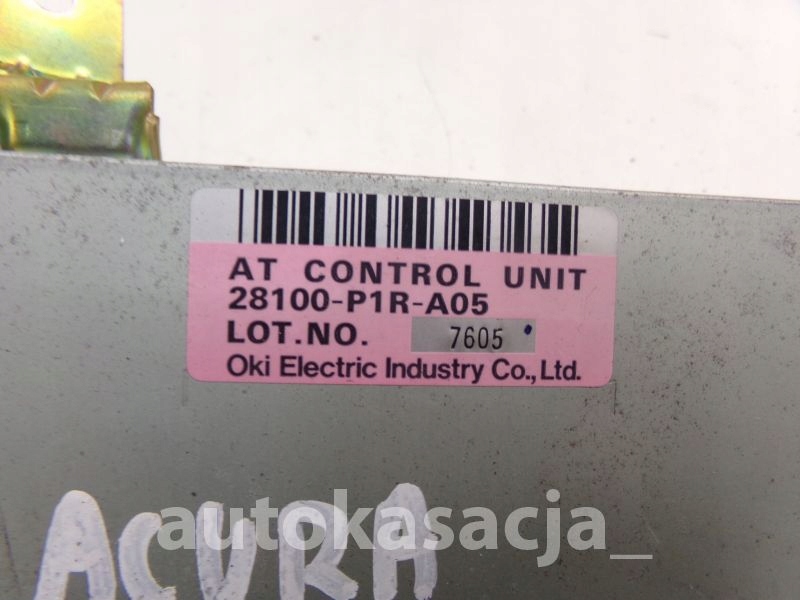 AT CONTROL UNIT
28100-P1R-A05
LOT.NO. 7605
Oki Electric Industry Co., Ltd.
autokasacja_
ACURA